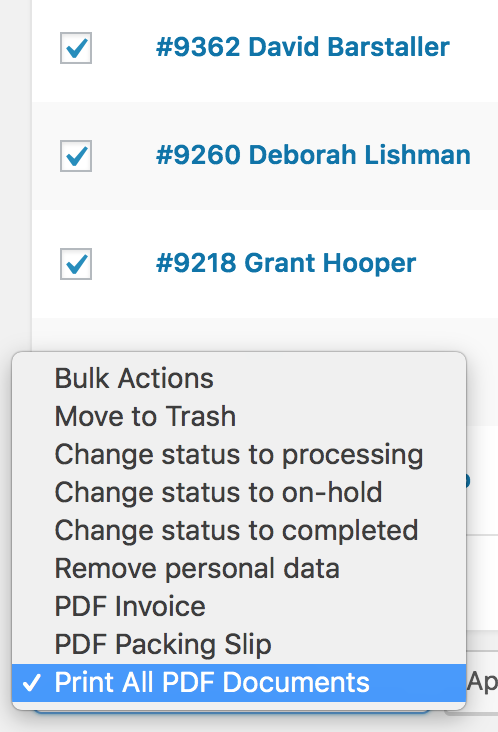 #9362 David Barstaller
#9260 Deborah Lishman
#9218 Grant Hooper
Bulk Actions
Move to Trash
Change status to processing
Change status to on-hold
Change status to completed
Remove personal data
PDF Invoice
PDF Packing Slip
Print All PDF Documents